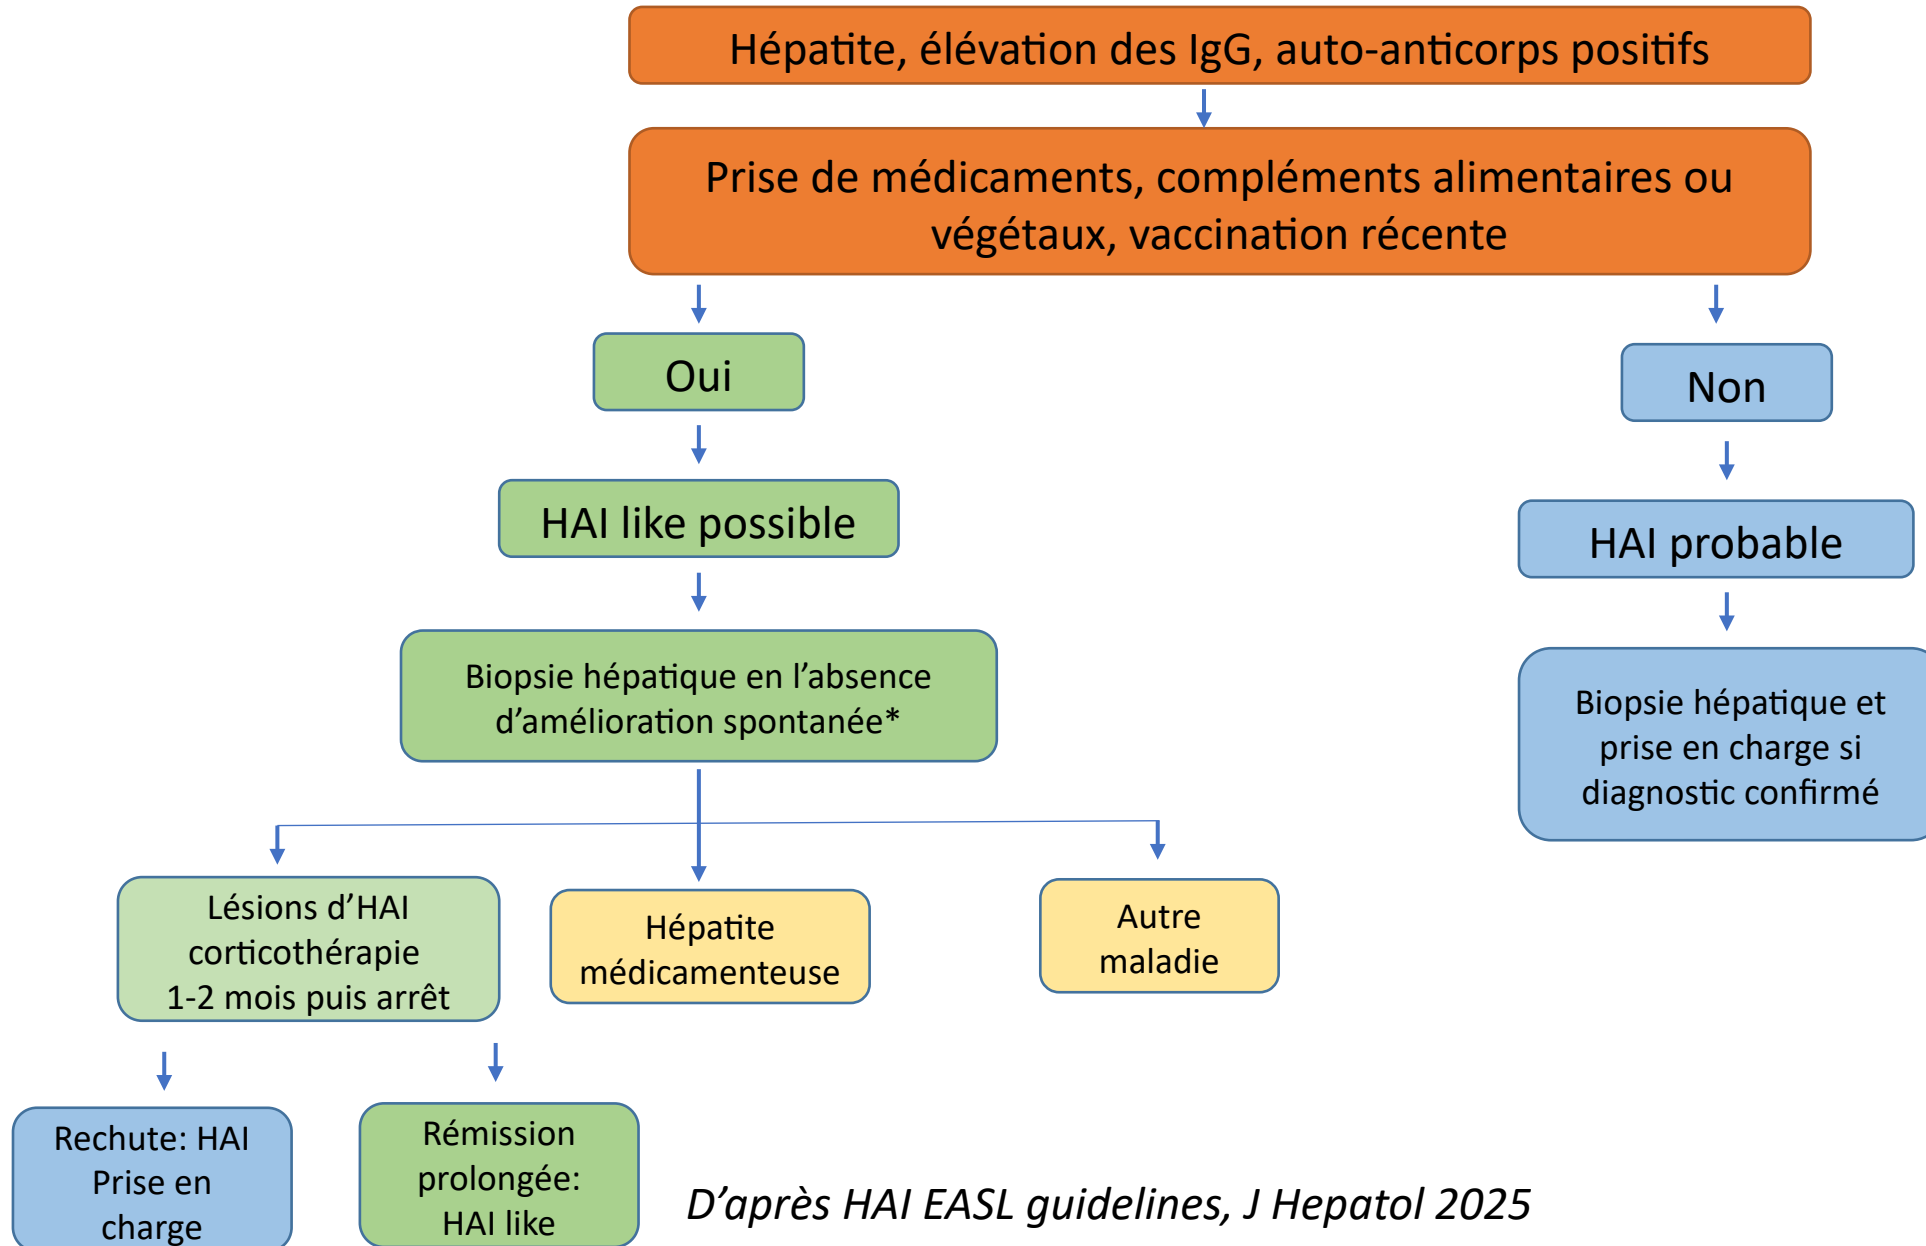 Hépatite, élévation des IgG, auto-anticorps positifs
Prise de médicaments, compléments alimentaires ou
végétaux, vaccination récente
Oui
Non
HAI like possible
HAI probable
Biopsie hépatique en l’absence
d’amélioration spontanée*
Biopsie hépatique et
prise en charge si
diagnostic confirmé
Lésions d’HAI
corticothérapie
1-2 mois puis arrêt
Hépatite
médicamenteuse
Autre
maladie
Rechute: HAI
Prise en
charge
Rémission
prolongée:
HAI like
D’après HAI EASL guidelines, J Hepatol 2025